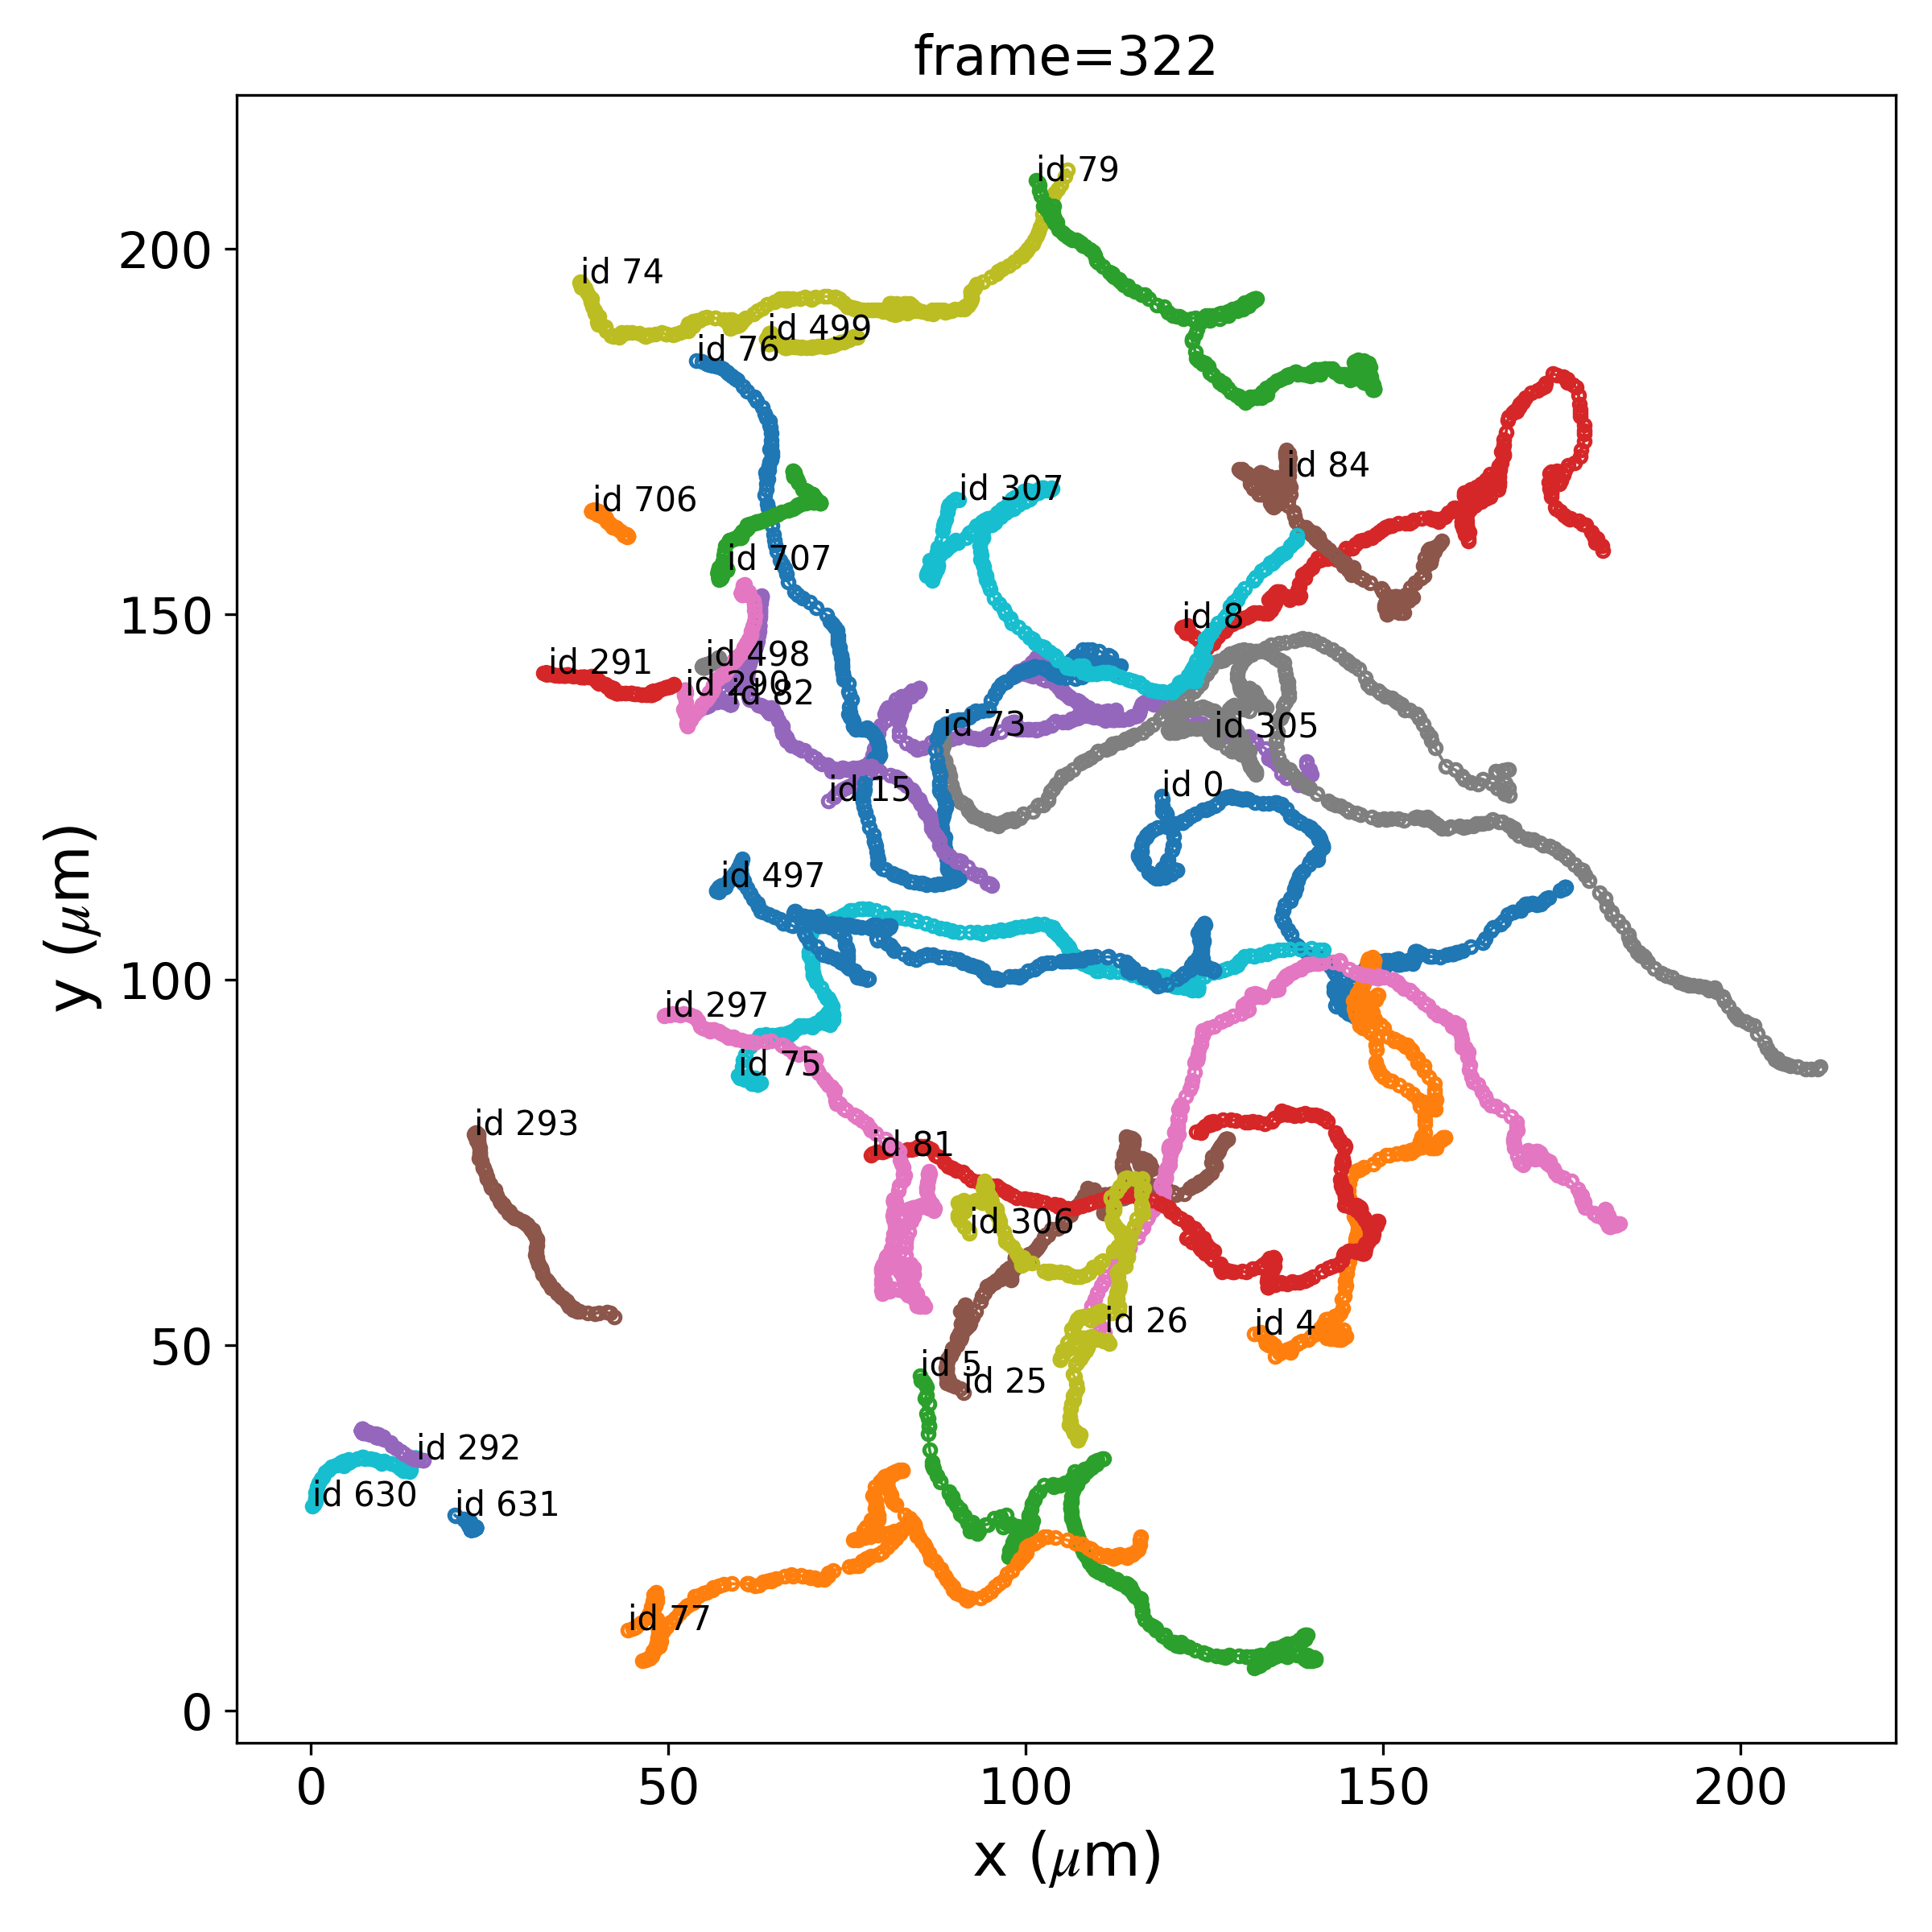 frame=322
id 79
id 74
id 499
id 76
id 84
id 307
id 706
id 707
id 8
id 498
id 291
id 290
id 82
id 73
id 305
id 15
id 0
id 497
id 297
id 75
id 293
id 81
id 306
id 26
id 4
id 5
id 25
id 292
id 630
id 631
id 77
200
150
100
50
0
0 50 100 150 200
y (μm)
x (μm)